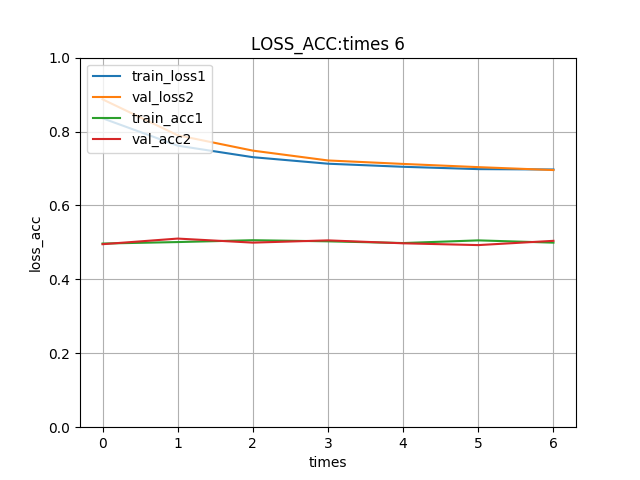 LOSS_ACC:times 6
1.0
train_loss1
val_loss2
train_acc1
val_acc2
0.8
0.6
loss_acc
0.4
0.2
0.0
0 1 2 3 4 5 6
times